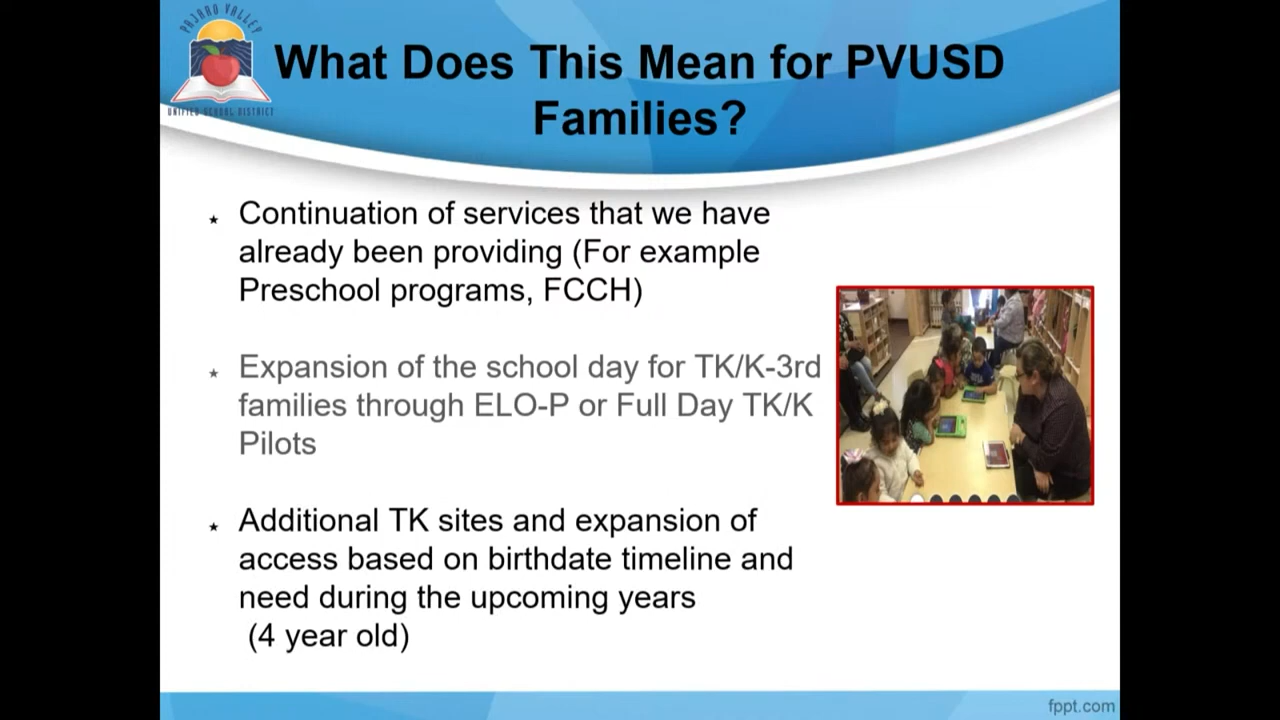 PAJARO VALLEY
UNIFIED SCHOOL DISTRICT
What Does This Mean for PVUSD
Families?
Continuation of services that we have
already been providing (For example
Preschool programs, FCCH)
Expansion of the school day for TK/K-3rd
families through ELO-P or Full Day TK/K
Pilots
Additional TK sites and expansion of
access based on birthdate timeline and
need during the upcoming years
(4 year old)
fppt.com